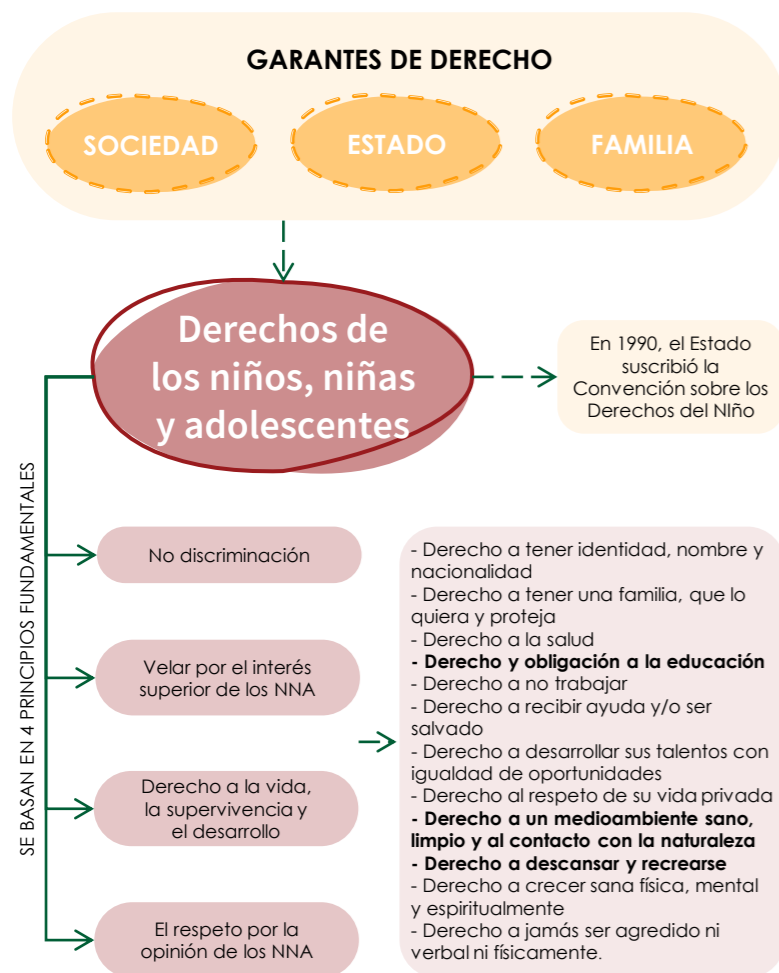 GARANTES DE DERECHO
SOCIEDAD
ESTADO
FAMILIA
Derechos de
los niños, niñas
y adolescentes
En 1990, el Estado
suscribió la
Convención sobre los
Derechos del NIño
SE BASAN EN 4 PRINCIPIOS FUNDAMENTALES
No discriminación
Velar por el interés
superior de los NNA
Derecho a la vida,
la supervivencia y
el desarrollo
El respeto por la
opinión de los NNA
- Derecho a tener identidad, nombre y
nacionalidad
- Derecho a tener una familia, que lo
quiera y proteja
- Derecho a la salud
- Derecho y obligación a la educación
- Derecho a no trabajar
- Derecho a recibir ayuda y/o ser
salvado
- Derecho a desarrollar sus talentos con
igualdad de oportunidades
- Derecho al respeto de su vida privada
- Derecho a un medioambiente sano,
limpio y al contacto con la naturaleza
- Derecho a descansar y recrearse
- Derecho a crecer sana física, mental
y espiritualmente
- Derecho a jamás ser agredido ni
verbal ni físicamente.